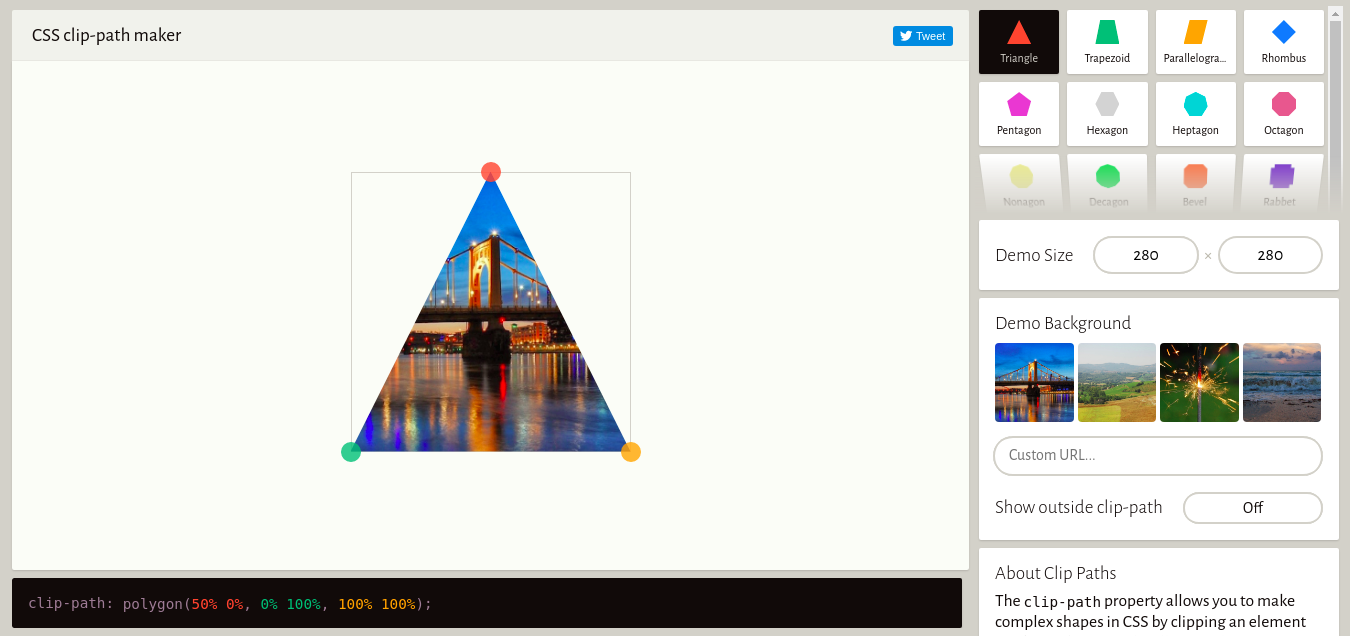 CSS clip-path maker
Tweet
Triangle
Trapezoid
Parallelogra...
Rhombus
Pentagon
Hexagon
Heptagon
Octagon
Nonagon
Decagon
Bevel
Rabbet
Demo Size
280
×
280
Demo Background
Custom URL...
Show outside clip-path
Off
About Clip Paths
The clip-path property allows you to make
complex shapes in CSS by clipping an element
clip-path: polygon(50% 0%, 0% 100%, 100% 100%);